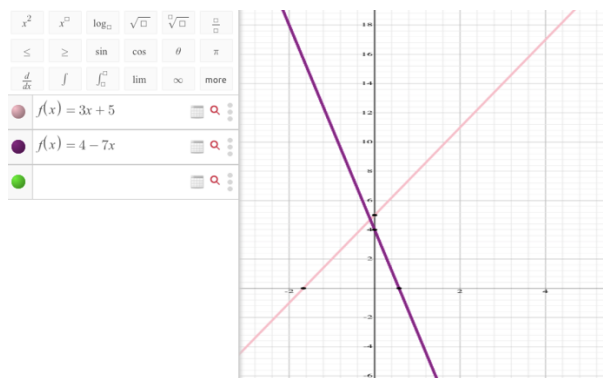 x² x^□ log□ √□ □√□ □/□
≤ ≥ sin cos θ π
d/dx ∫ ∫□□ lim ∞ more
f(x) = 3x + 5
f(x) = 4 − 7x
18
16
14
12
10
8
6
4
2
-2 2 4
-2
-4
-6